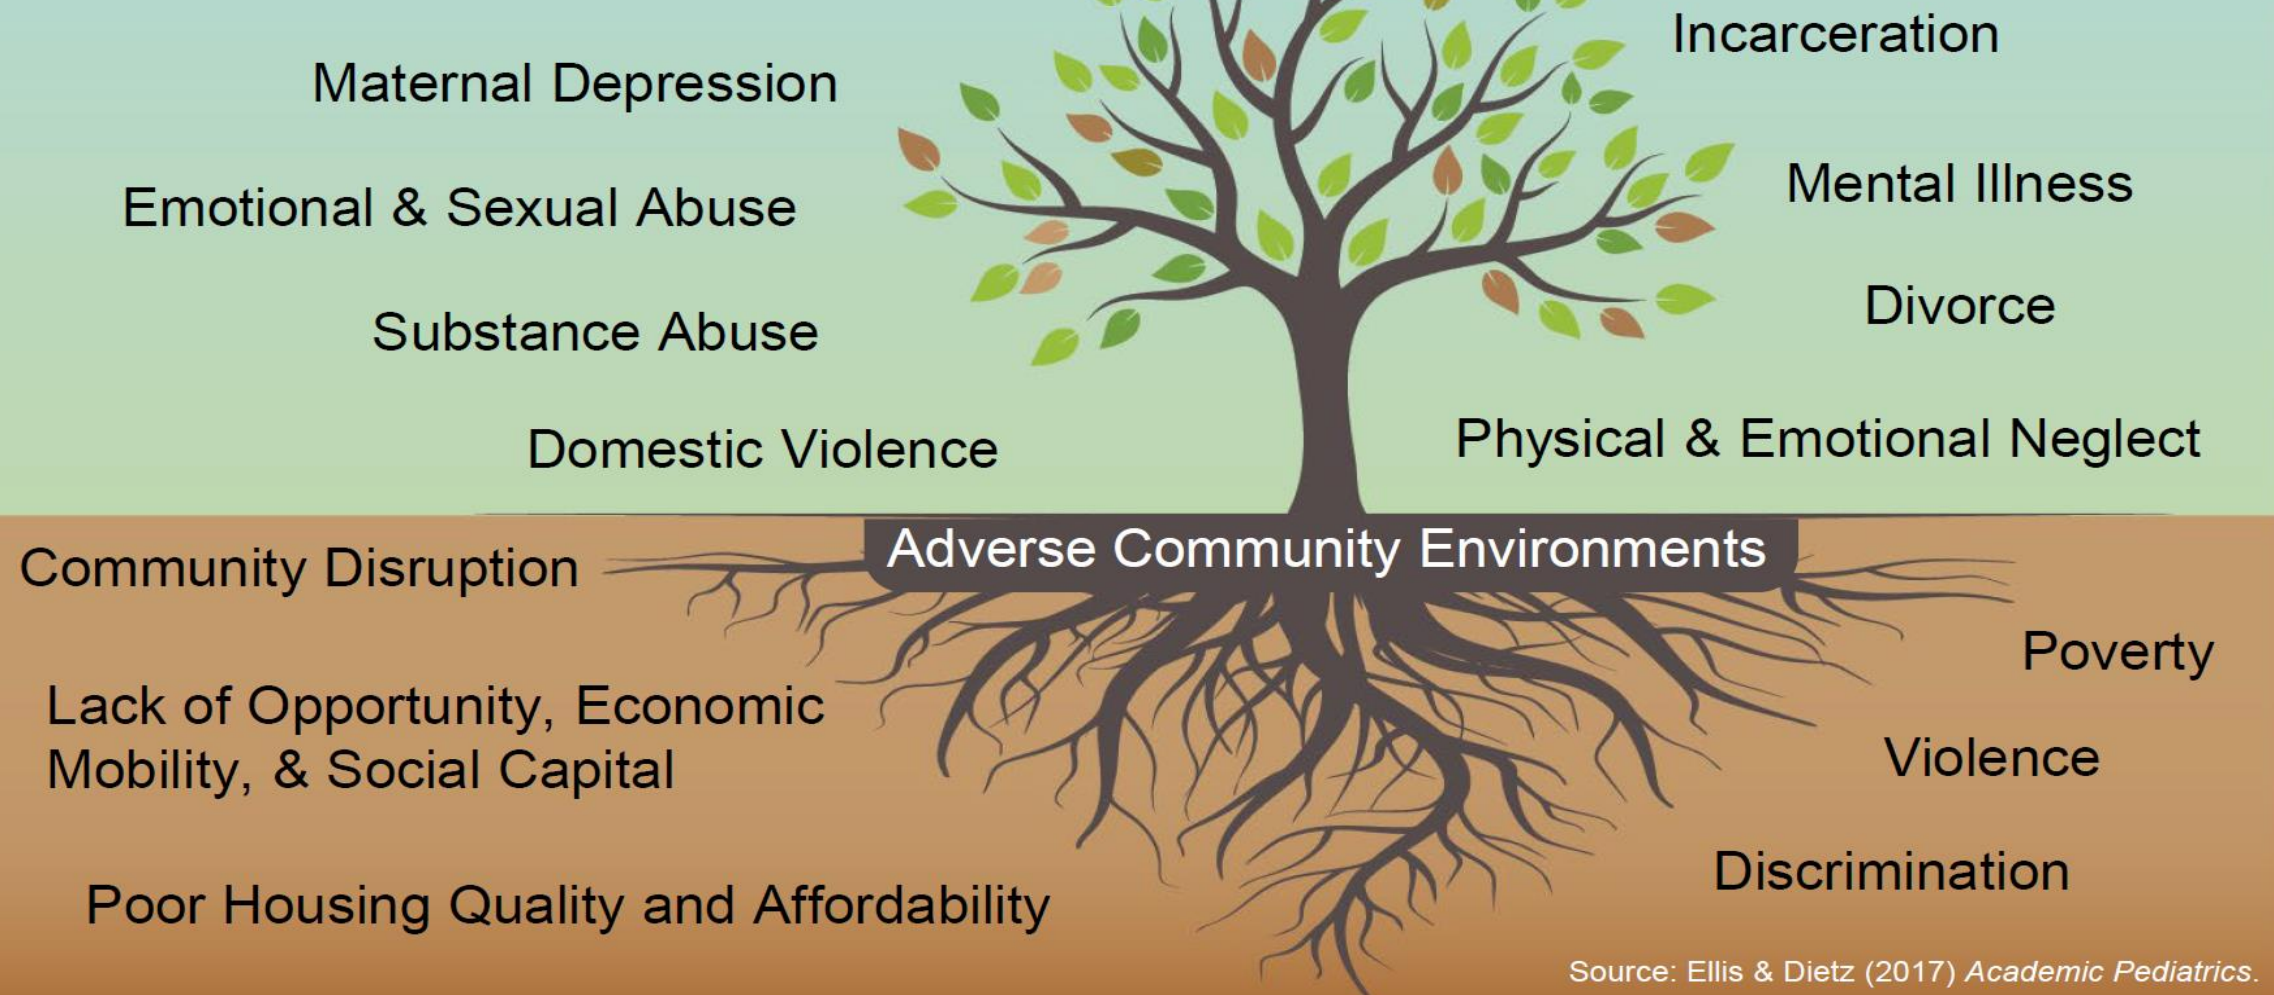 Incarceration
Maternal Depression
Mental Illness
Emotional & Sexual Abuse
Divorce
Substance Abuse
Physical & Emotional Neglect
Domestic Violence
Adverse Community Environments
Community Disruption
Poverty
Lack of Opportunity, Economic
Mobility, & Social Capital
Violence
Discrimination
Poor Housing Quality and Affordability
Source: Ellis & Dietz (2017) Academic Pediatrics.